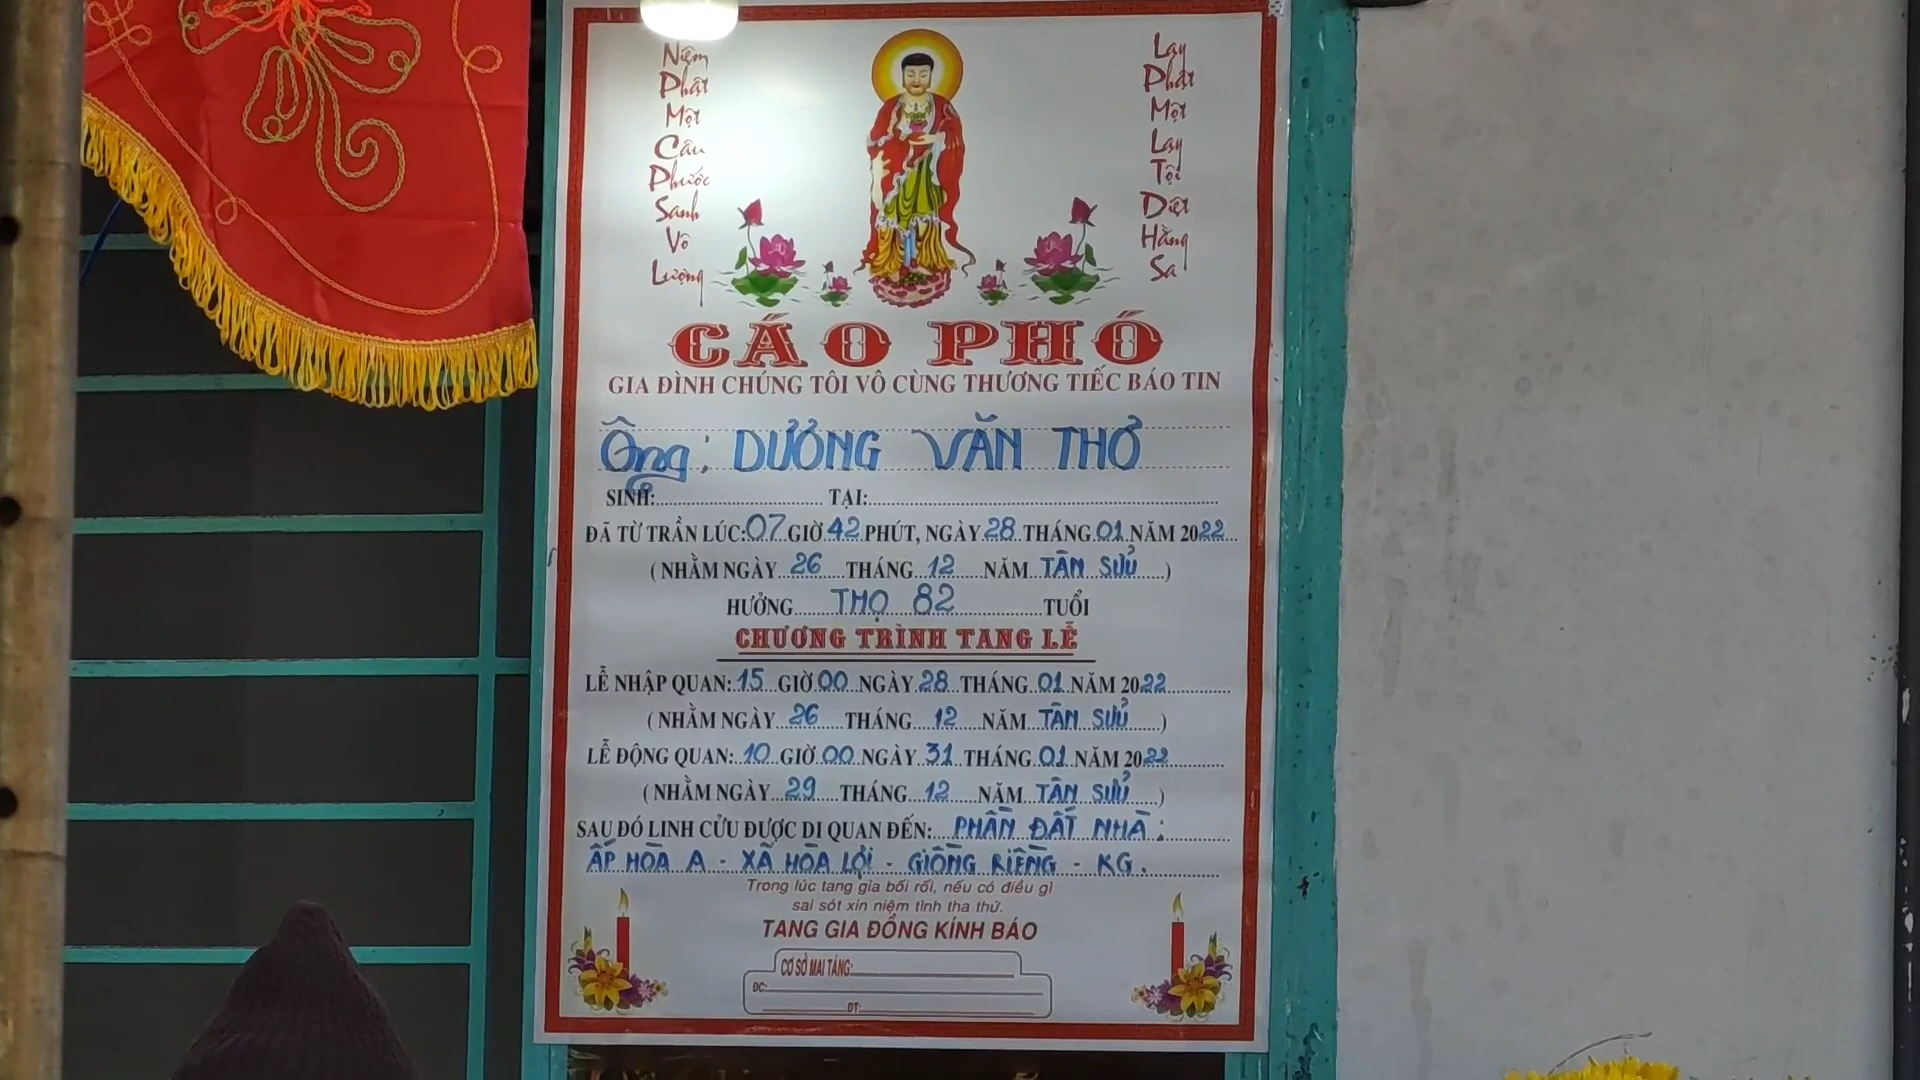 Niệm
Phật
Một
Câu
Phước
Sanh
Vô
Lượng
Lạy
Phật
Một
Lạy
Tội
Diệt
Hằng
Sa
CÁO PHÓ
GIA ĐÌNH CHÚNG TÔI VÔ CÙNG THƯƠNG TIẾC BÁO TIN
Ông: DƯƠNG VĂN THƠ
SINH: TẠI:
ĐÃ TỪ TRẦN LÚC: 07 GIỜ 42 PHÚT, NGÀY 28 THÁNG 01 NĂM 2022
( NHẰM NGÀY 26 THÁNG 12 NĂM TÂN SỬU )
HƯỞNG THỌ 82 TUỔI
CHƯƠNG TRÌNH TANG LỄ
LỄ NHẬP QUAN: 15 GIỜ 00 NGÀY 28 THÁNG 01 NĂM 2022
( NHẰM NGÀY 26 THÁNG 12 NĂM TÂN SỬU )
LỄ ĐỘNG QUAN: 10 GIỜ 00 NGÀY 31 THÁNG 01 NĂM 2022
( NHẰM NGÀY 29 THÁNG 12 NĂM TÂN SỬU )
SAU ĐÓ LINH CỬU ĐƯỢC DI QUAN ĐẾN: PHẦN ĐẤT NHÀ:
ẤP HÒA A - XÃ HÒA LỢI - GIỒNG RIỀNG - KG.
Trong lúc tang gia bối rối, nếu có điều gì
sai sót xin niệm tình tha thứ.
TANG GIA ĐỒNG KÍNH BÁO
CƠ SỞ MAI TÁNG:
ĐC:
ĐT: